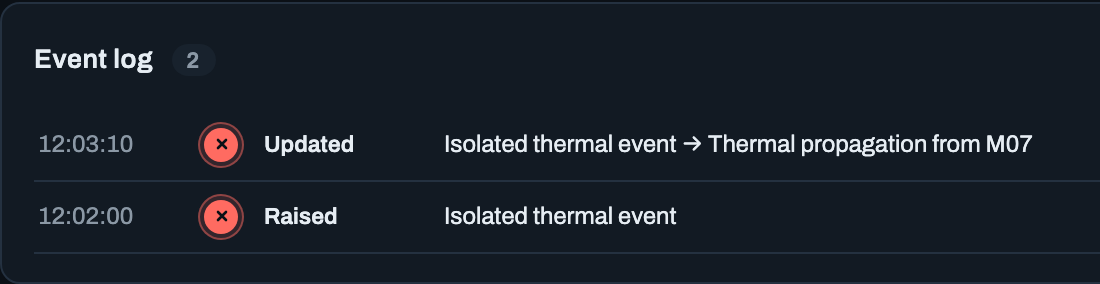 Event log 2
12:03:10 Updated Isolated thermal event → Thermal propagation from M07
12:02:00 Raised Isolated thermal event